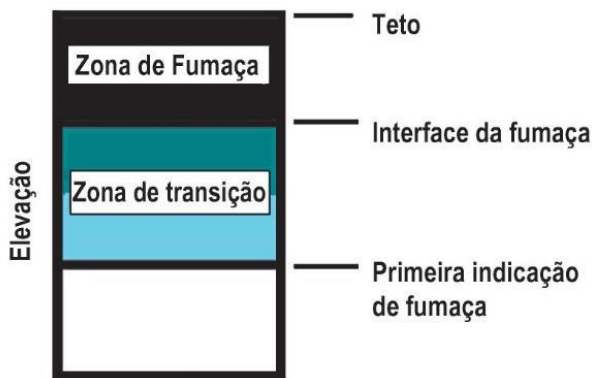 Teto
Zona de Fumaça
Interface da fumaça
Zona de transição
Elevação
Primeira indicação
de fumaça